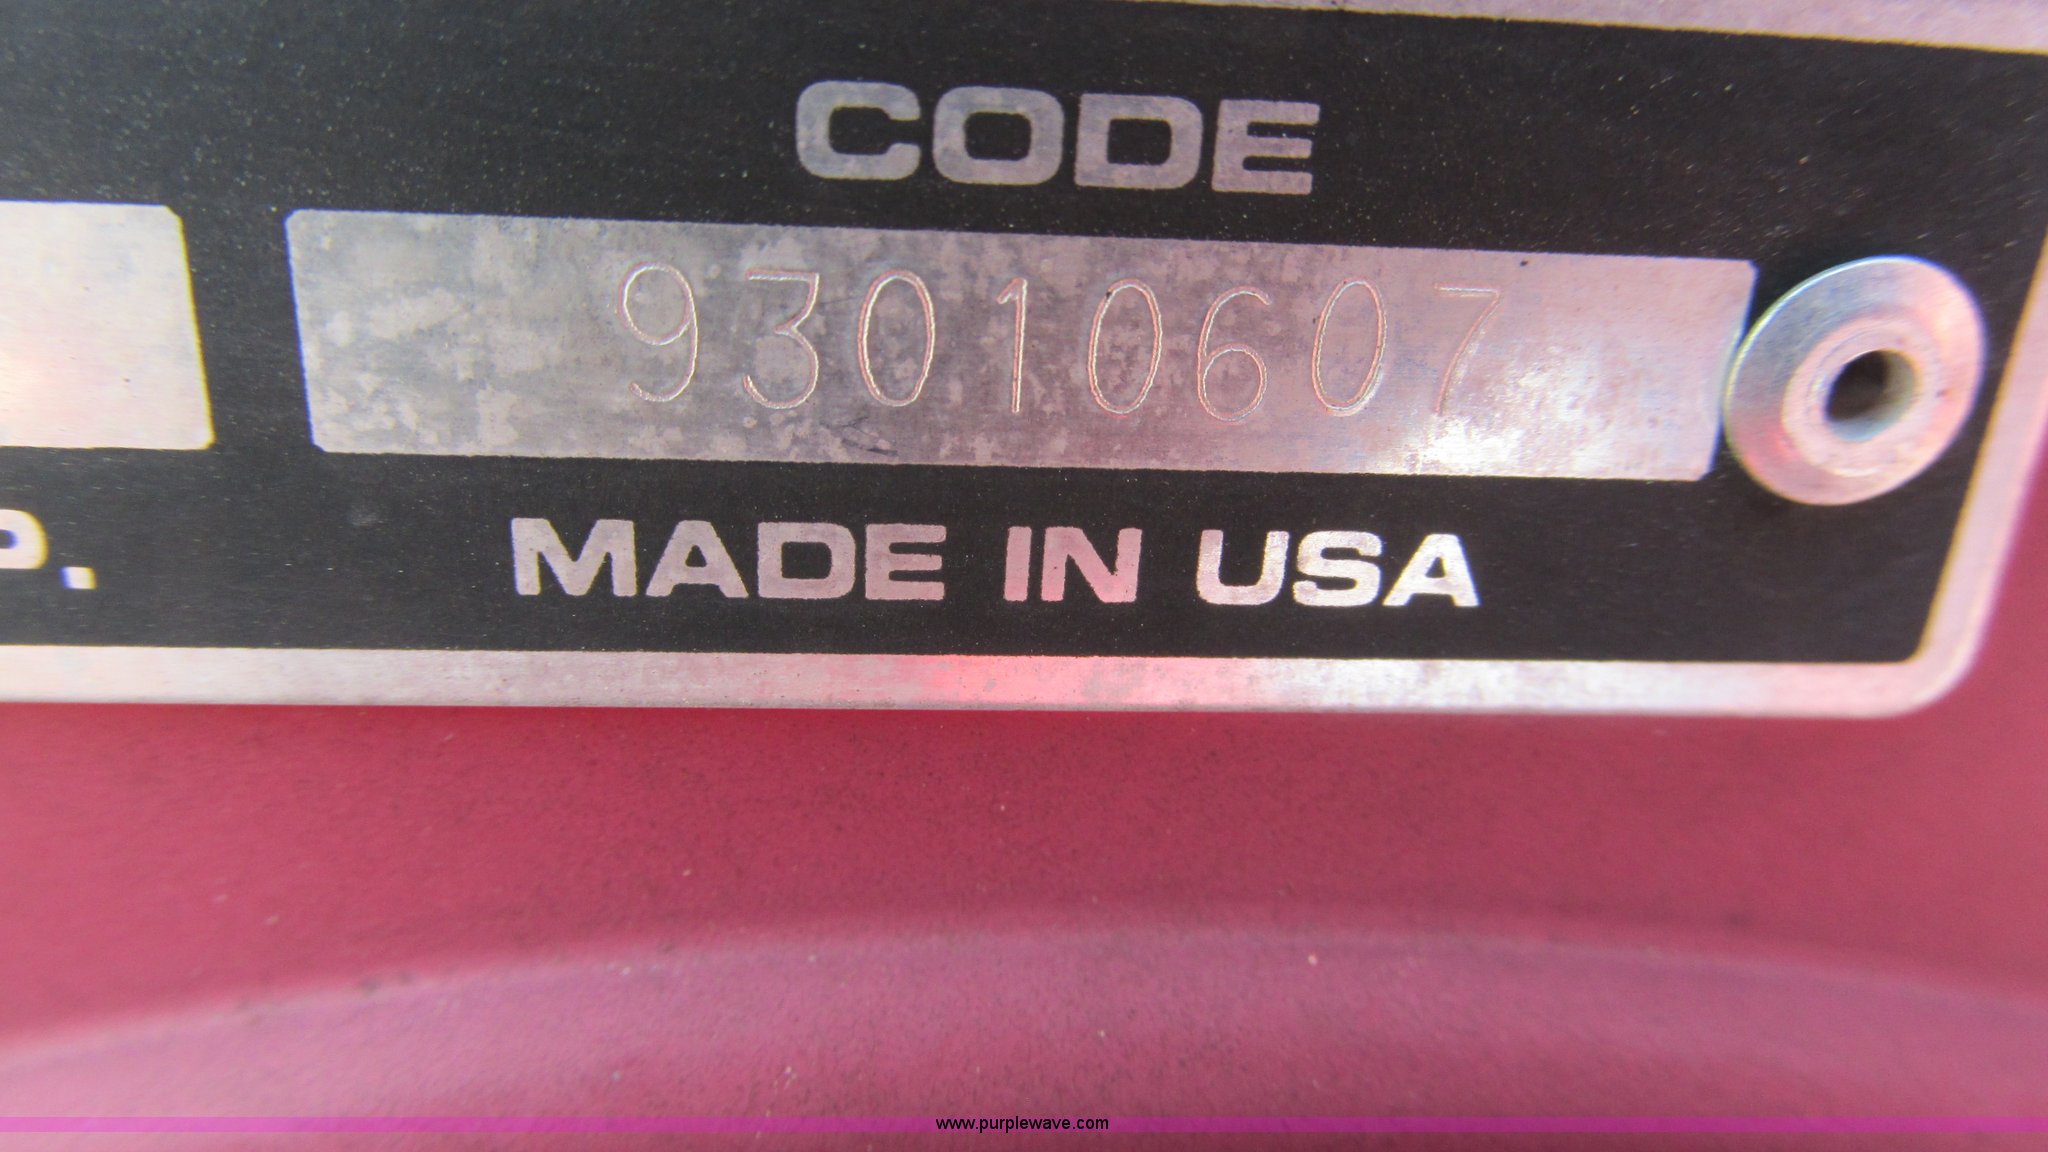 CODE
93010607
P.
MADE IN USA
www.purplewave.com